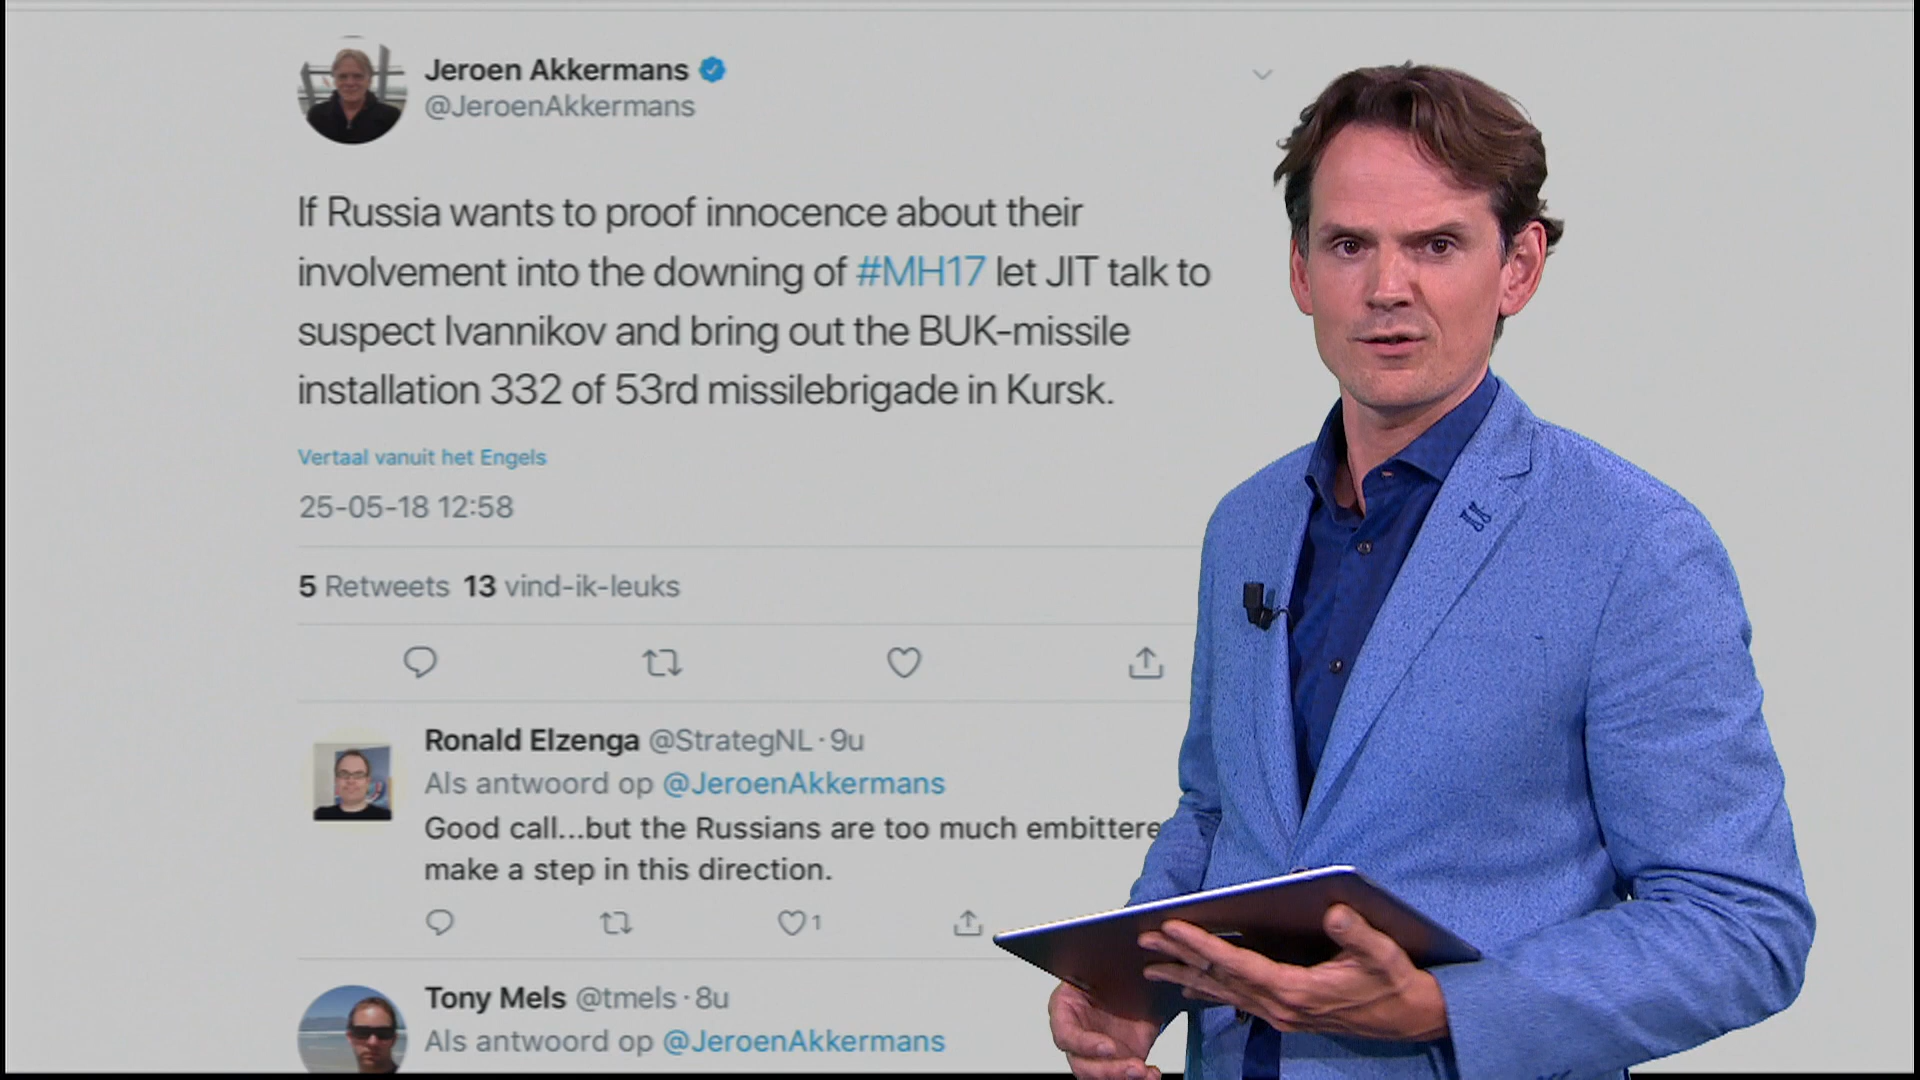 Jeroen Akkermans
@JeroenAkkermans
If Russia wants to proof innocence about their
involvement into the downing of #MH17 let JIT talk to
suspect Ivannikov and bring out the BUK-missile
installation 332 of 53rd missilebrigade in Kursk.
Vertaal vanuit het Engels
25-05-18 12:58
5 Retweets 13 vind-ik-leuks
Ronald Elzenga @StrategNL · 9u
Als antwoord op @JeroenAkkermans
Good call...but the Russians are too much
make a step in this direction.
1
Tony Mels @tmels · 8u
Als antwoord op @JeroenAkkermans